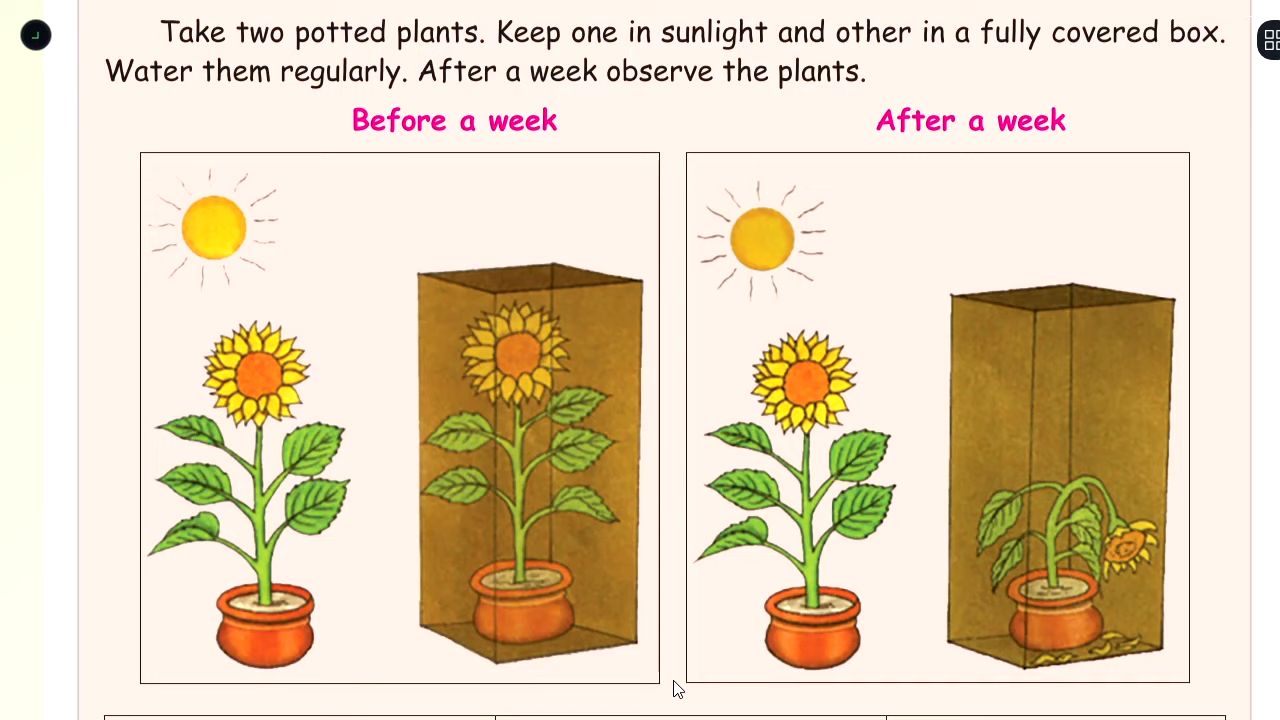 Take two potted plants. Keep one in sunlight and other in a fully covered box.
Water them regularly. After a week observe the plants.
Before a week
After a week